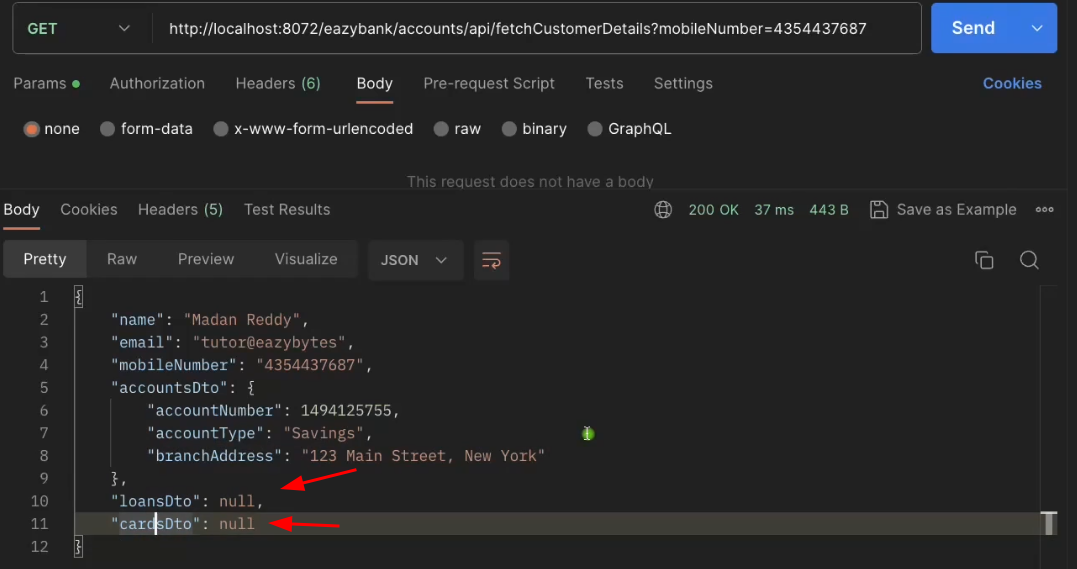 GET http://localhost:8072/eazybank/accounts/api/fetchCustomerDetails?mobileNumber=4354437687 Send
Params Authorization Headers (6) Body Pre-request Script Tests Settings Cookies
none form-data x-www-form-urlencoded raw binary GraphQL
This request does not have a body
Body Cookies Headers (5) Test Results 200 OK 37 ms 443 B Save as Example
Pretty Raw Preview Visualize JSON
1 {
2 "name": "Madan Reddy",
3 "email": "tutor@eazybytes",
4 "mobileNumber": "4354437687",
5 "accountsDto": {
6 "accountNumber": 1494125755,
7 "accountType": "Savings",
8 "branchAddress": "123 Main Street, New York"
9 },
10 "loansDto": null,
11 "cardsDto": null
12 }